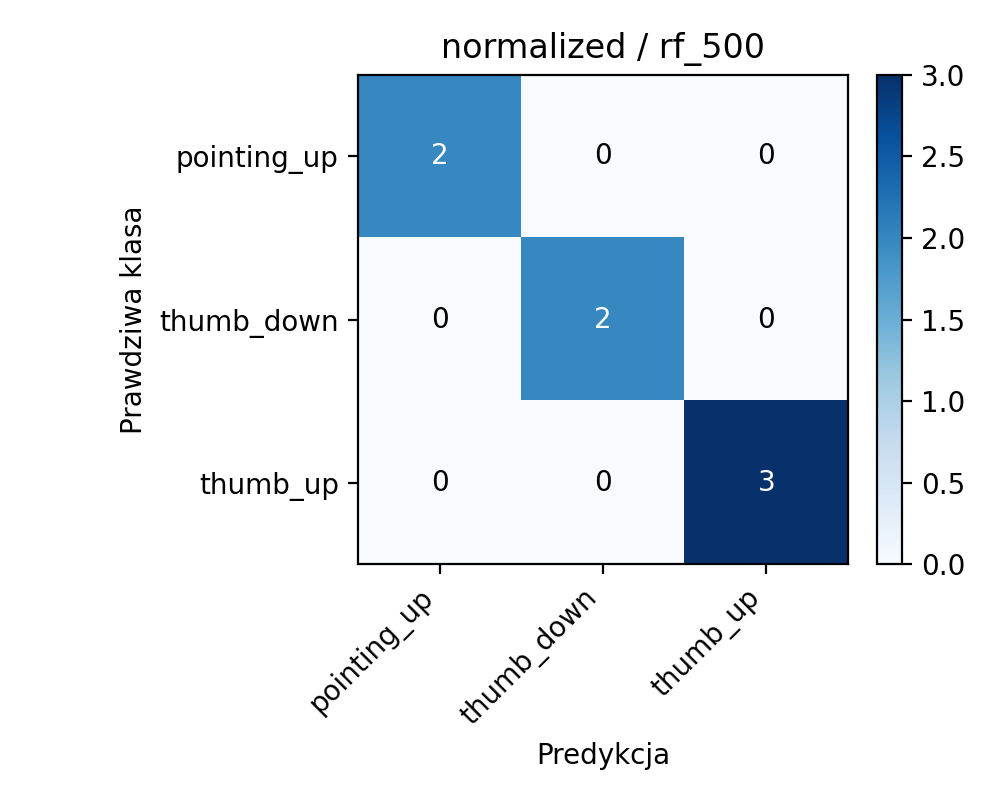 normalized / rf_500
Prawdziwa klasa
pointing_up
2
0
0
thumb_down
0
2
0
thumb_up
0
0
3
pointing_up
thumb_down
thumb_up
Predykcja
3.0
2.5
2.0
1.5
1.0
0.5
0.0